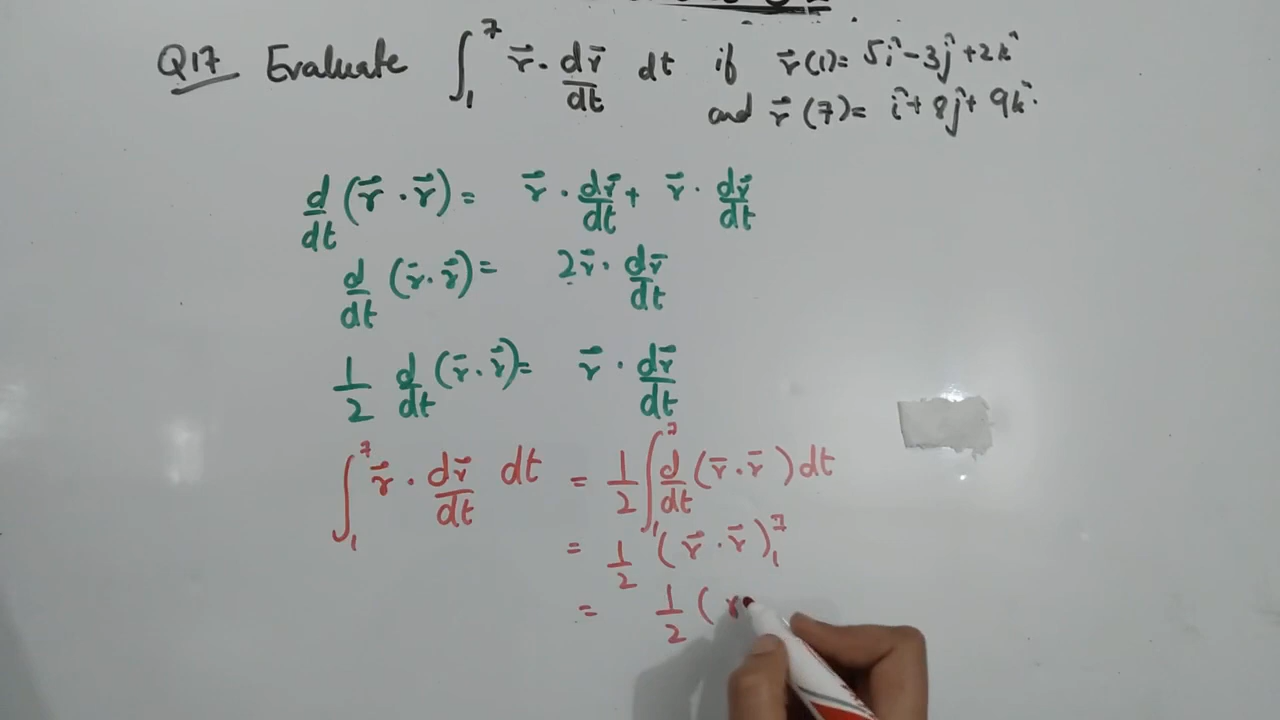 Q17 Evaluate ∫₁⁷ r⃗ · dr̄/dt dt if r⃗(1)= 5î-3ĵ+2k̂
and r⃗(7)= î+8ĵ+9k̂.
d/dt (r⃗ · r⃗)= r⃗ · dr̄/dt + r⃗ · dr̄/dt
d/dt (r̄ · r̄)= 2r̄ · dr̄/dt
1/2 d/dt (r̄ · r̄)= r⃗ · dr̄/dt
∫₁⁷ r⃗ · dr̄/dt dt = 1/2 ∫₁⁷ d/dt (r̄ · r̄) dt
= 1/2 (r⃗ · r⃗)₁⁷
= 1/2 ( r